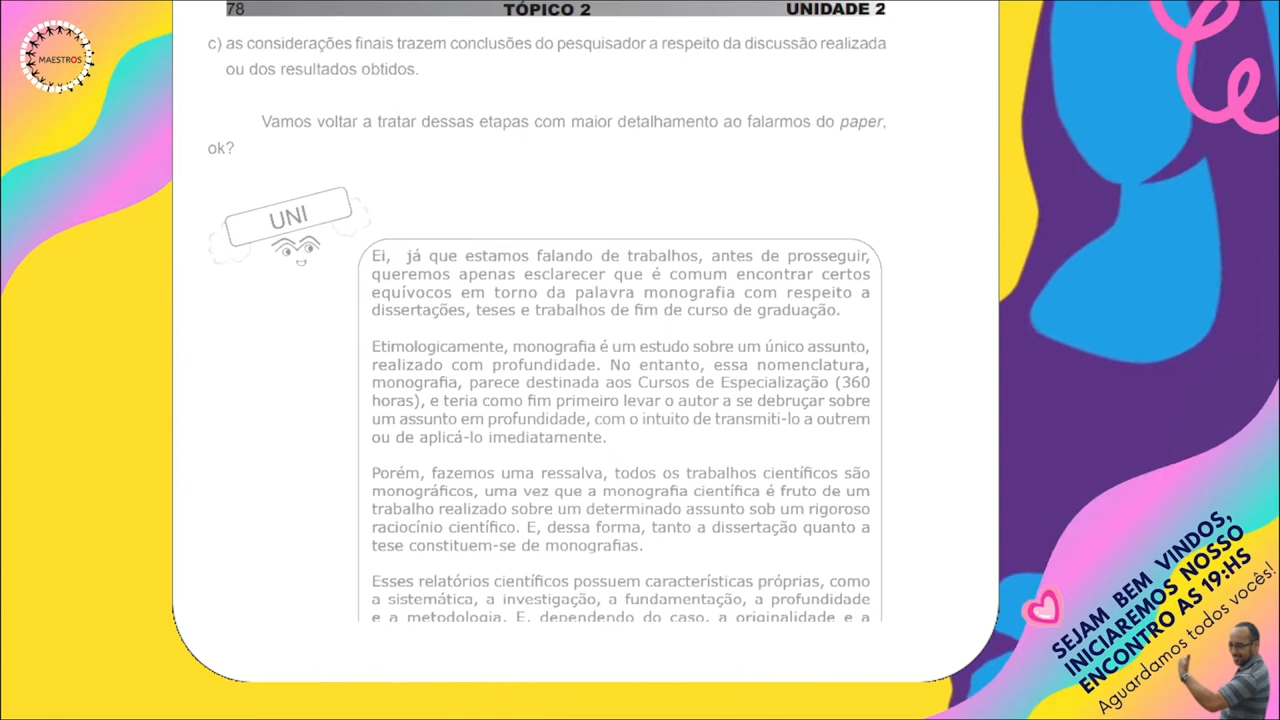 MAESTROS
78 TÓPICO 2 UNIDADE 2
c) as considerações finais trazem conclusões do pesquisador a respeito da discussão realizada
ou dos resultados obtidos.
Vamos voltar a tratar dessas etapas com maior detalhamento ao falarmos do paper,
ok?
UNI
Ei, já que estamos falando de trabalhos, antes de prosseguir,
queremos apenas esclarecer que é comum encontrar certos
equívocos em torno da palavra monografia com respeito a
dissertações, teses e trabalhos de fim de curso de graduação.
Etimologicamente, monografia é um estudo sobre um único assunto,
realizado com profundidade. No entanto, essa nomenclatura,
monografia, parece destinada aos Cursos de Especialização (360
horas), e teria como fim primeiro levar o autor a se debruçar sobre
um assunto em profundidade, com o intuito de transmiti-lo a outrem
ou de aplicá-lo imediatamente.
Porém, fazemos uma ressalva, todos os trabalhos científicos são
monográficos, uma vez que a monografia científica é fruto de um
trabalho realizado sobre um determinado assunto sob um rigoroso
raciocínio científico. E, dessa forma, tanto a dissertação quanto a
tese constituem-se de monografias.
Esses relatórios científicos possuem características próprias, como
a sistemática, a investigação, a fundamentação, a profundidade
e a metodologia. E, dependendo do caso, a originalidade e a
SEJAM BEM VINDOS,
INICIAREMOS NOSSO
ENCONTRO AS 19:HS
Aguardamos todos vocês!